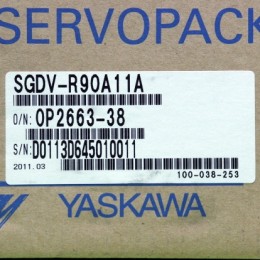 SERVOPACK
SGDV-R90A11A
O/N: OP2663-38
S/N: D0113D645010011
2011.03
100-038-253
YASKAWA